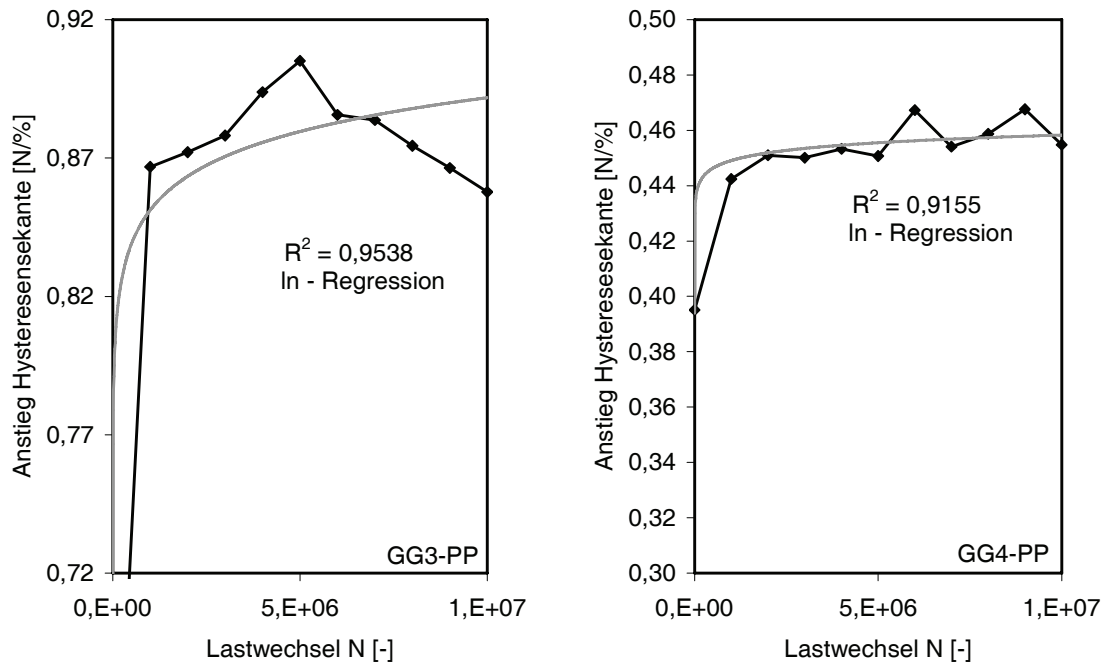 0,92
0,87
0,82
0,77
0,72
Anstieg Hysteresensekante [N/%]
R² = 0,9538
ln - Regression
GG3-PP
0,E+00
5,E+06
1,E+07
Lastwechsel N [-]
0,50
0,48
0,46
0,44
0,42
0,40
0,38
0,36
0,34
0,32
0,30
Anstieg Hysteresesekante [N/%]
R² = 0,9155
ln - Regression
GG4-PP
0,E+00
5,E+06
1,E+07
Lastwechsel N [-]